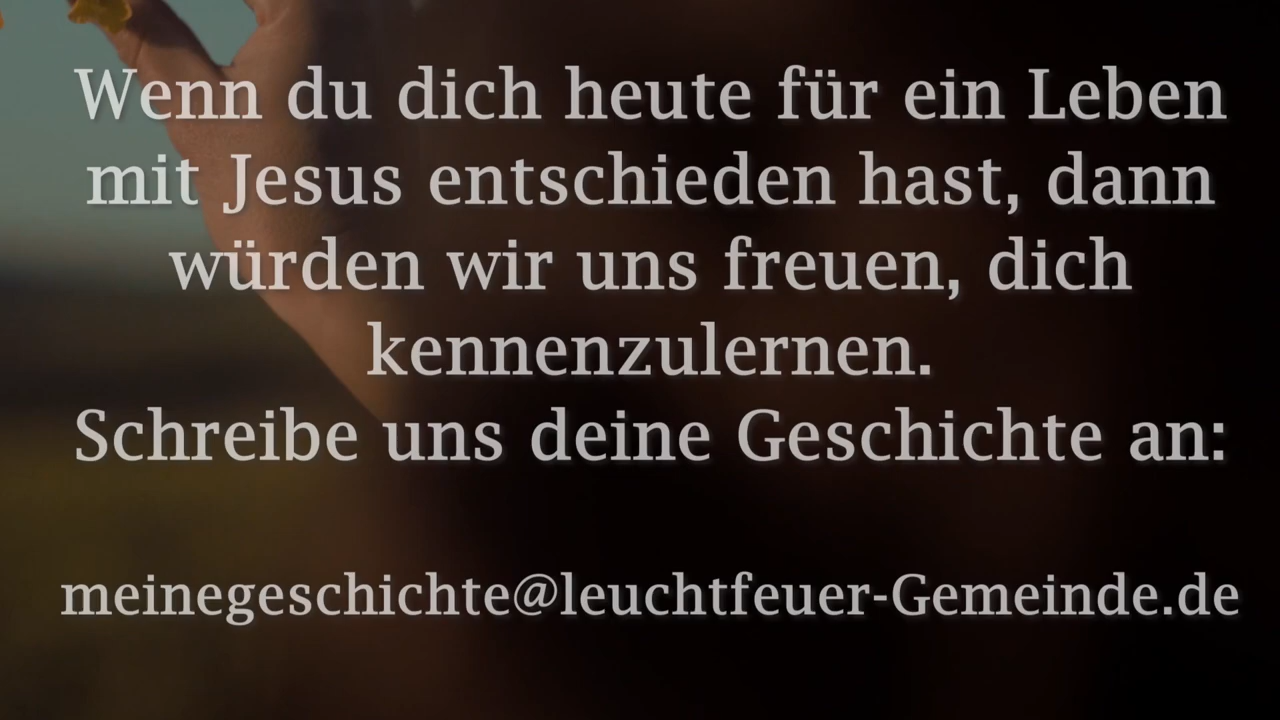 Wenn du dich heute für ein Leben
mit Jesus entschieden hast, dann
würden wir uns freuen, dich
kennenzulernen.
Schreibe uns deine Geschichte an:
meinegeschichte@leuchtfeuer-Gemeinde.de